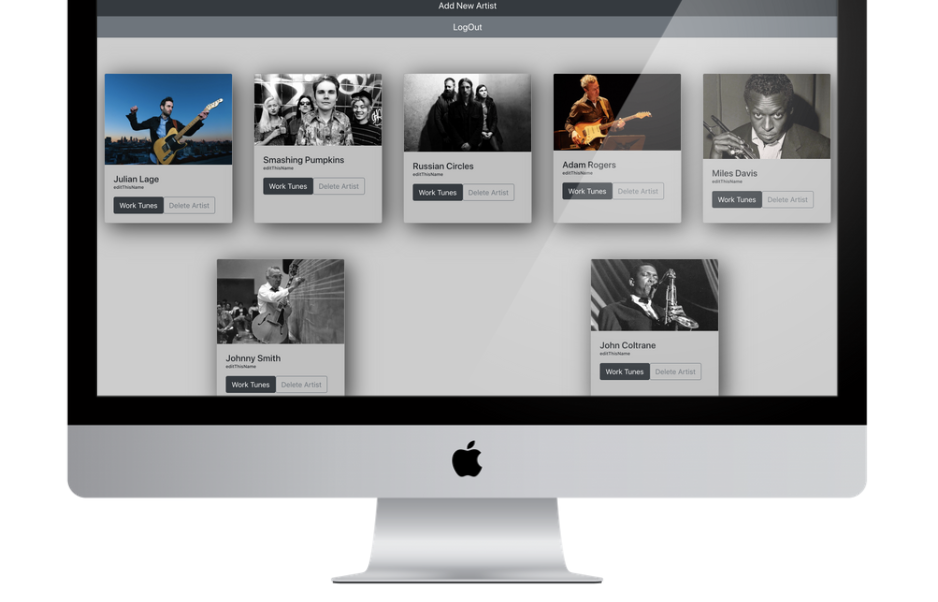 Add New Artist
LogOut
Julian Lage
editThisName
Work Tunes Delete Artist
Smashing Pumpkins
editThisName
Work Tunes Delete Artist
Russian Circles
editThisName
Work Tunes Delete Artist
Adam Rogers
editThisName
Work Tunes Delete Artist
Miles Davis
editThisName
Work Tunes Delete Artist
Johnny Smith
editThisName
Work Tunes Delete Artist
John Coltrane
editThisName
Work Tunes Delete Artist